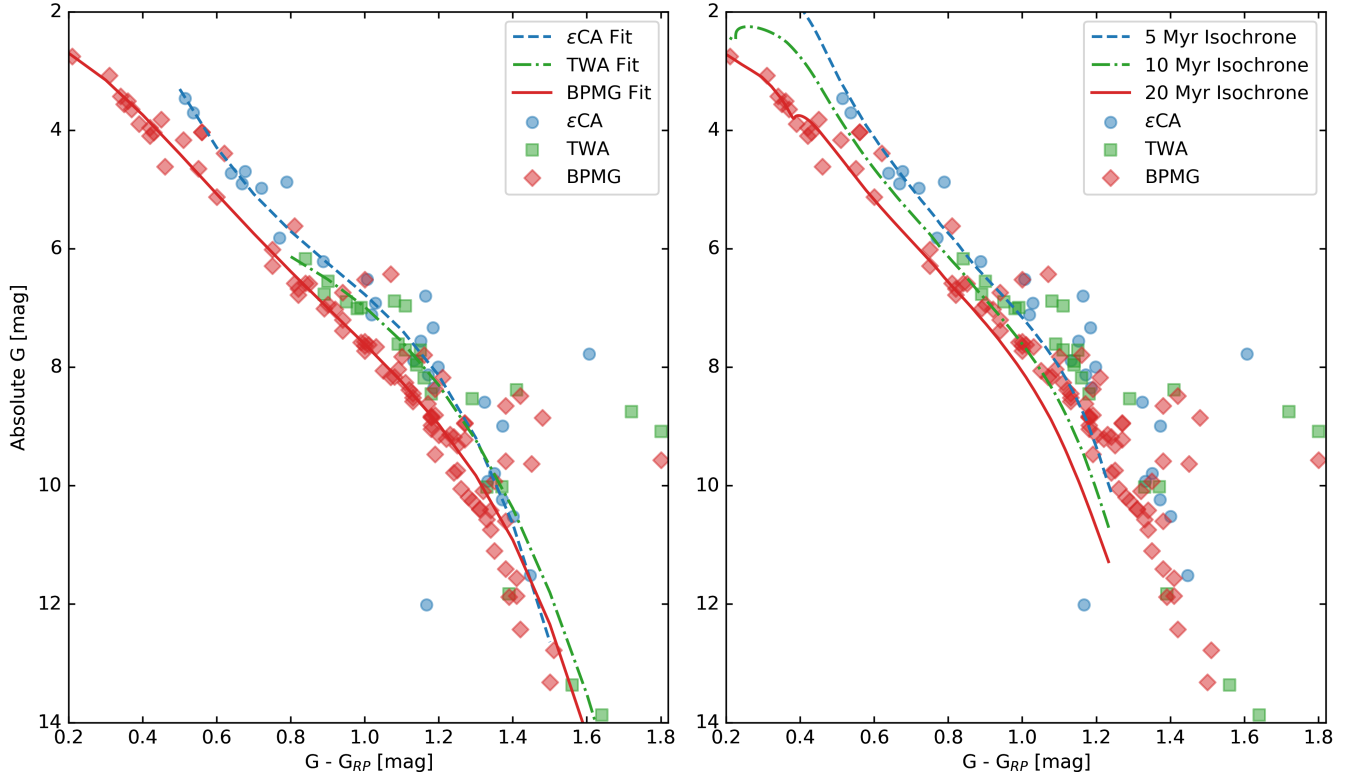 2
4
6
8
10
12
14
Absolute G [mag]
0.2 0.4 0.6 0.8 1.0 1.2 1.4 1.6 1.8
G - G_RP [mag]
εCA Fit
TWA Fit
BPMG Fit
εCA
TWA
BPMG
2
4
6
8
10
12
14
0.2 0.4 0.6 0.8 1.0 1.2 1.4 1.6 1.8
G - G_RP [mag]
5 Myr Isochrone
10 Myr Isochrone
20 Myr Isochrone
εCA
TWA
BPMG